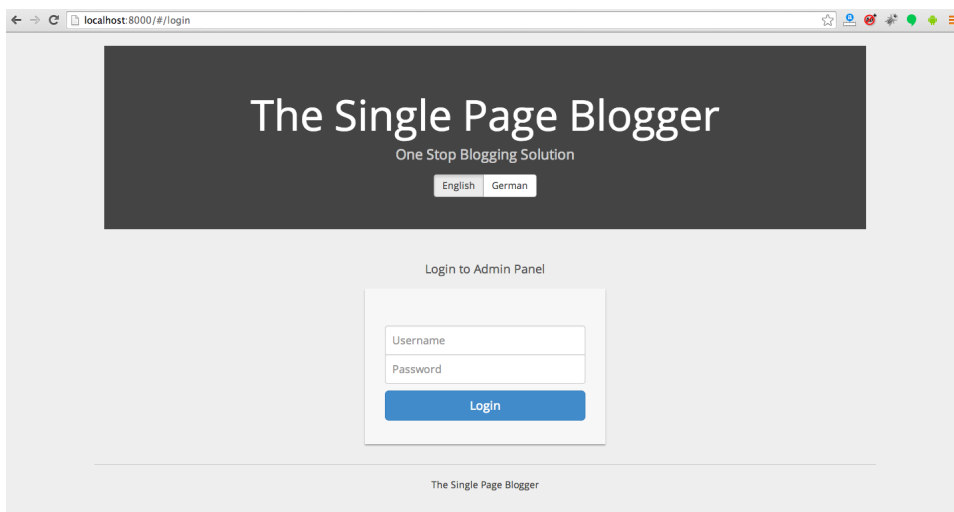 localhost:8000/#/login
The Single Page Blogger
One Stop Blogging Solution
English German
Login to Admin Panel
Username
Password
Login
The Single Page Blogger